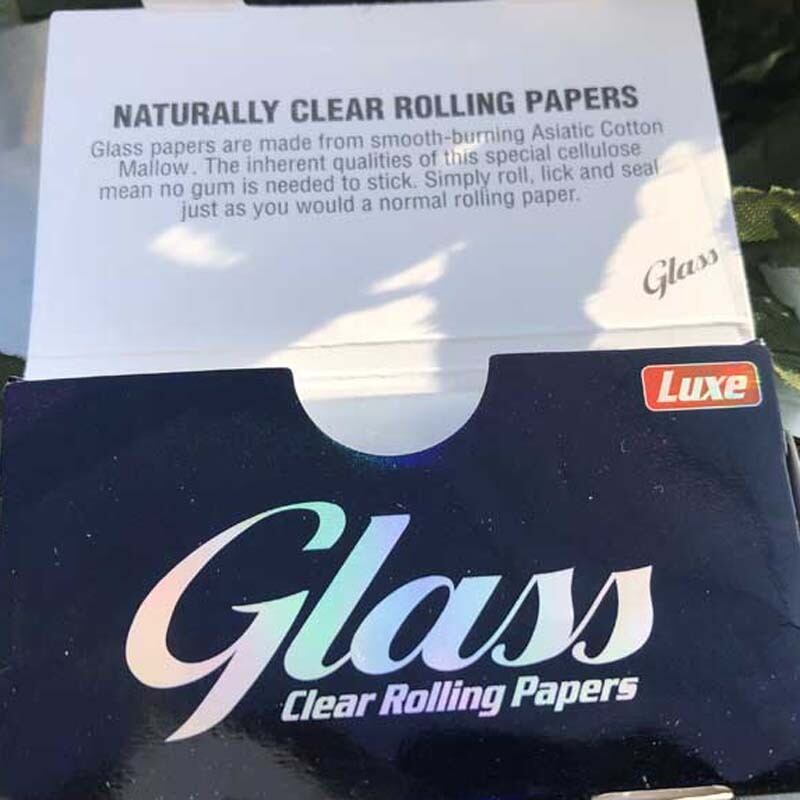 NATURALLY CLEAR ROLLING PAPERS
Glass papers are made from smooth-burning Asiatic Cotton
Mallow. The inherent qualities of this special cellulose
mean no gum is needed to stick. Simply roll, lick and seal
just as you would a normal rolling paper.
Glass
Luxe
Glass
Clear Rolling Papers